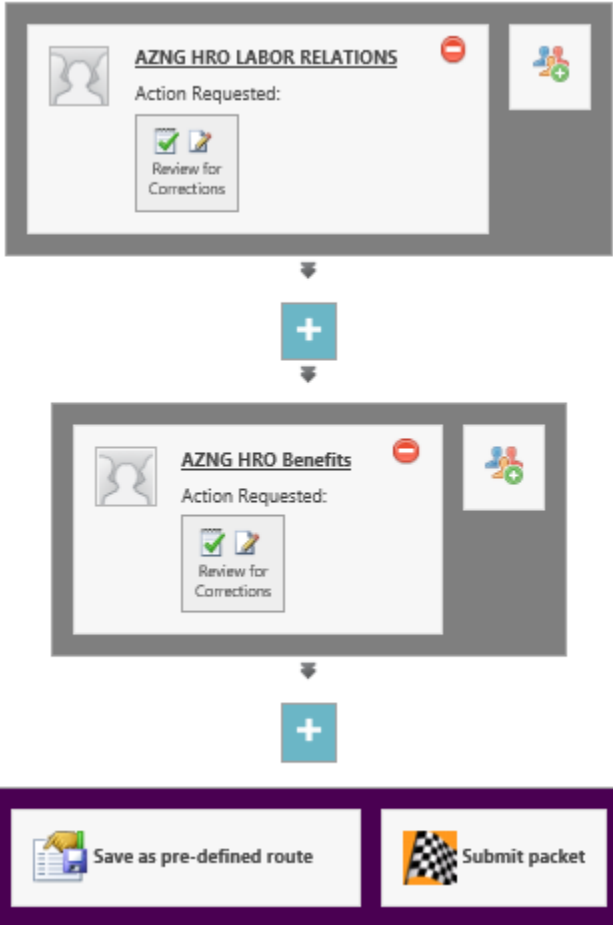 AZNG HRO LABOR RELATIONS
Action Requested:
Review for
Corrections
AZNG HRO Benefits
Action Requested:
Review for
Corrections
Save as pre-defined route
Submit packet